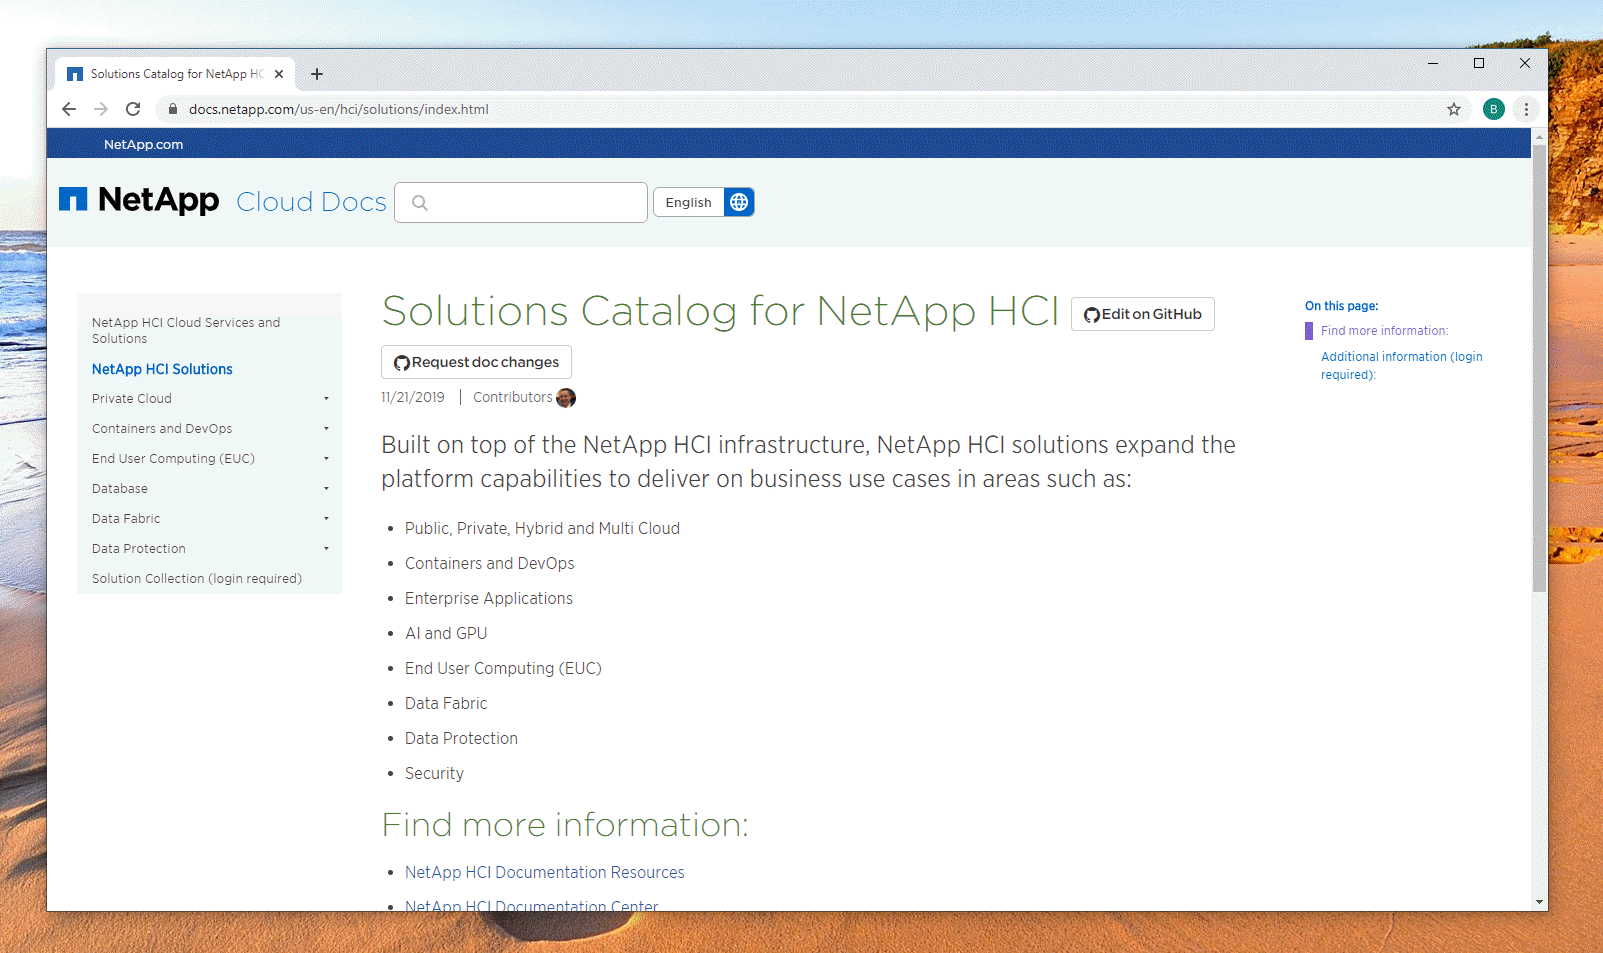 Solutions Catalog for NetApp HC
docs.netapp.com/us-en/hci/solutions/index.html
B
NetApp.com
NetApp Cloud Docs
English
NetApp HCI Cloud Services and
Solutions
NetApp HCI Solutions
Private Cloud
Containers and DevOps
End User Computing (EUC)
Database
Data Fabric
Data Protection
Solution Collection (login required)
Solutions Catalog for NetApp HCI
Edit on GitHub
Request doc changes
11/21/2019 | Contributors
Built on top of the NetApp HCI infrastructure, NetApp HCI solutions expand the
platform capabilities to deliver on business use cases in areas such as:
• Public, Private, Hybrid and Multi Cloud
• Containers and DevOps
• Enterprise Applications
• AI and GPU
• End User Computing (EUC)
• Data Fabric
• Data Protection
• Security
Find more information:
• NetApp HCI Documentation Resources
• NetApp HCI Documentation Center
On this page:
Find more information:
Additional information (login
required):